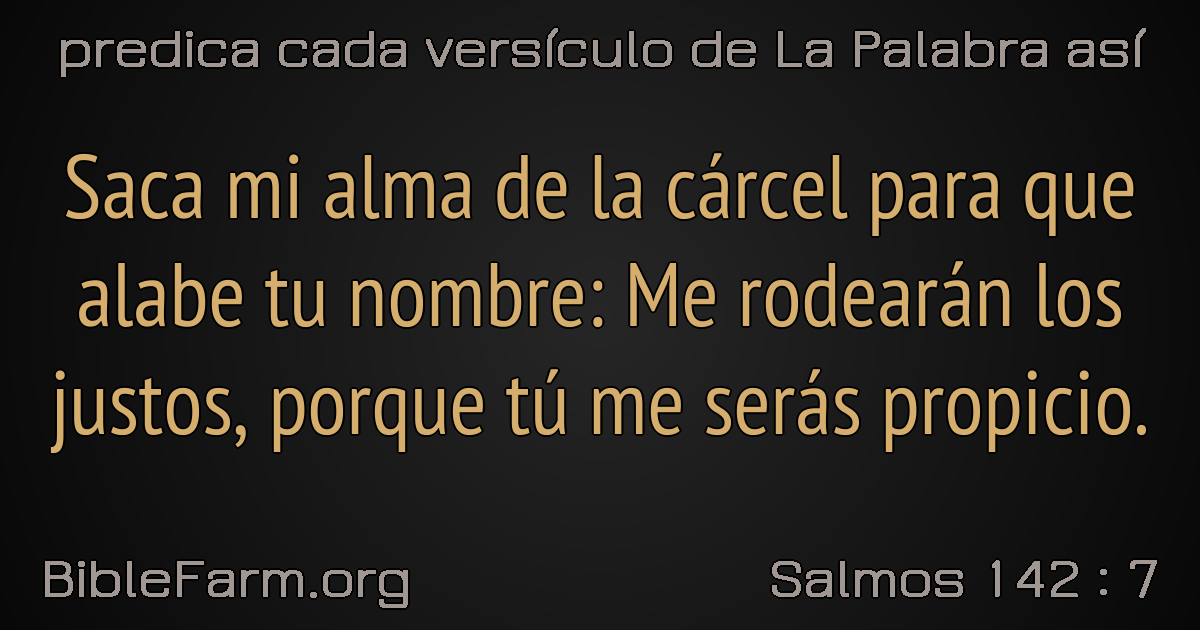 predica cada versículo de La Palabra así
Saca mi alma de la cárcel para que
alabe tu nombre: Me rodearán los
justos, porque tú me serás propicio.
BibleFarm.org
Salmos 142 : 7